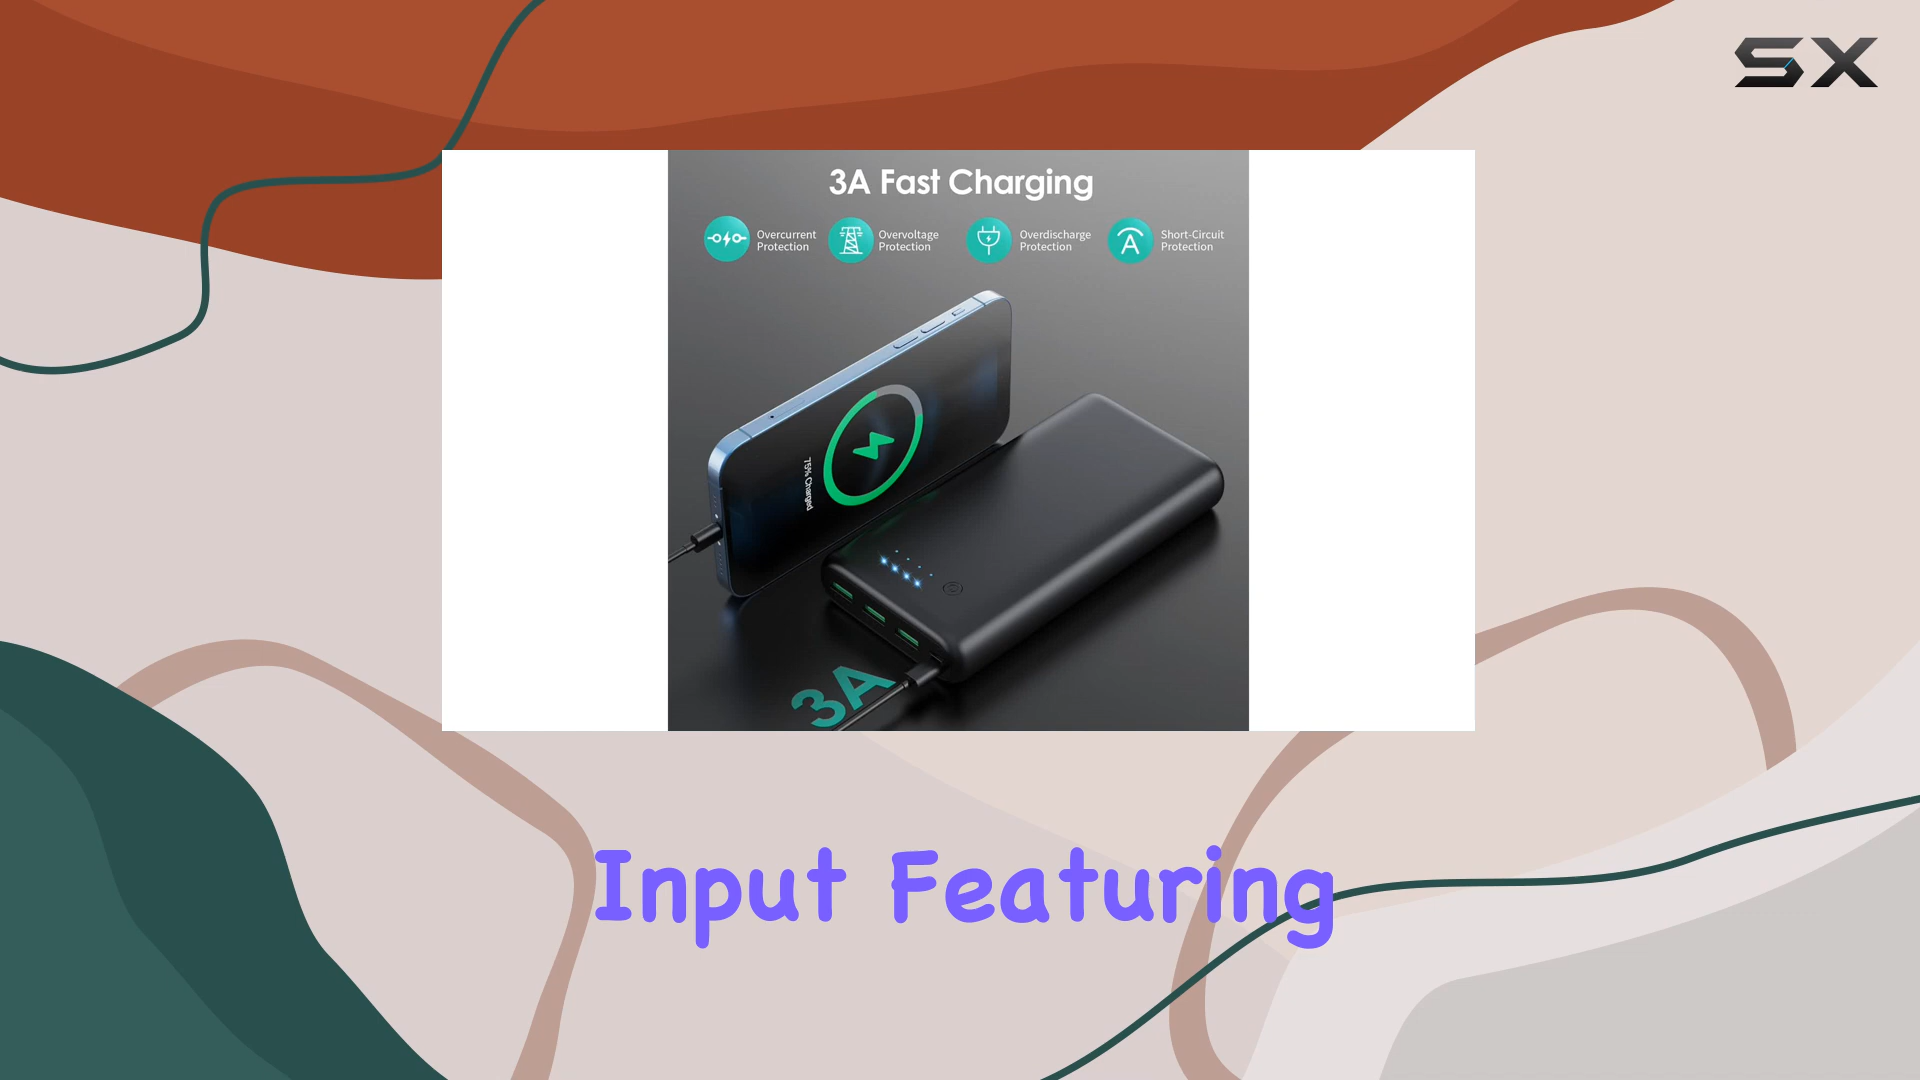 SX
3A Fast Charging
Overcurrent
Protection
Overvoltage
Protection
Overdischarge
Protection
Short-Circuit
Protection
75% Charged
3A
Input Featuring